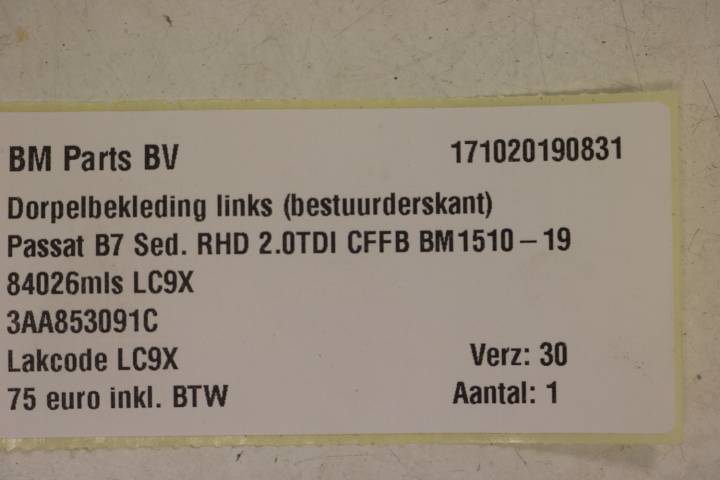 BM Parts BV 171020190831
Dorpelbekleding links (bestuurderskant)
Passat B7 Sed. RHD 2.0TDI CFFB BM1510-19
84026mls LC9X
3AA853091C
Lakcode LC9X Verz: 30
75 euro inkl. BTW Aantal: 1